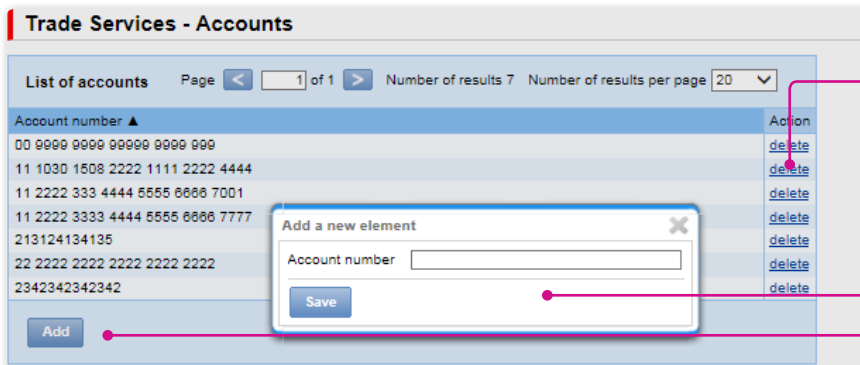 Trade Services - Accounts
List of accounts Page < 1 of 1 > Number of results 7 Number of results per page 20
Account number ▲ Action
00 9999 9999 99999 9999 999 delete
11 1030 1508 2222 1111 2222 4444 delete
11 2222 333 4444 5555 6666 7001 delete
11 2222 3333 4444 5555 6666 7777 delete
213124134135 delete
22 2222 2222 2222 2222 2222 delete
2342342342342 delete
Add a new element
Account number
Save
Add